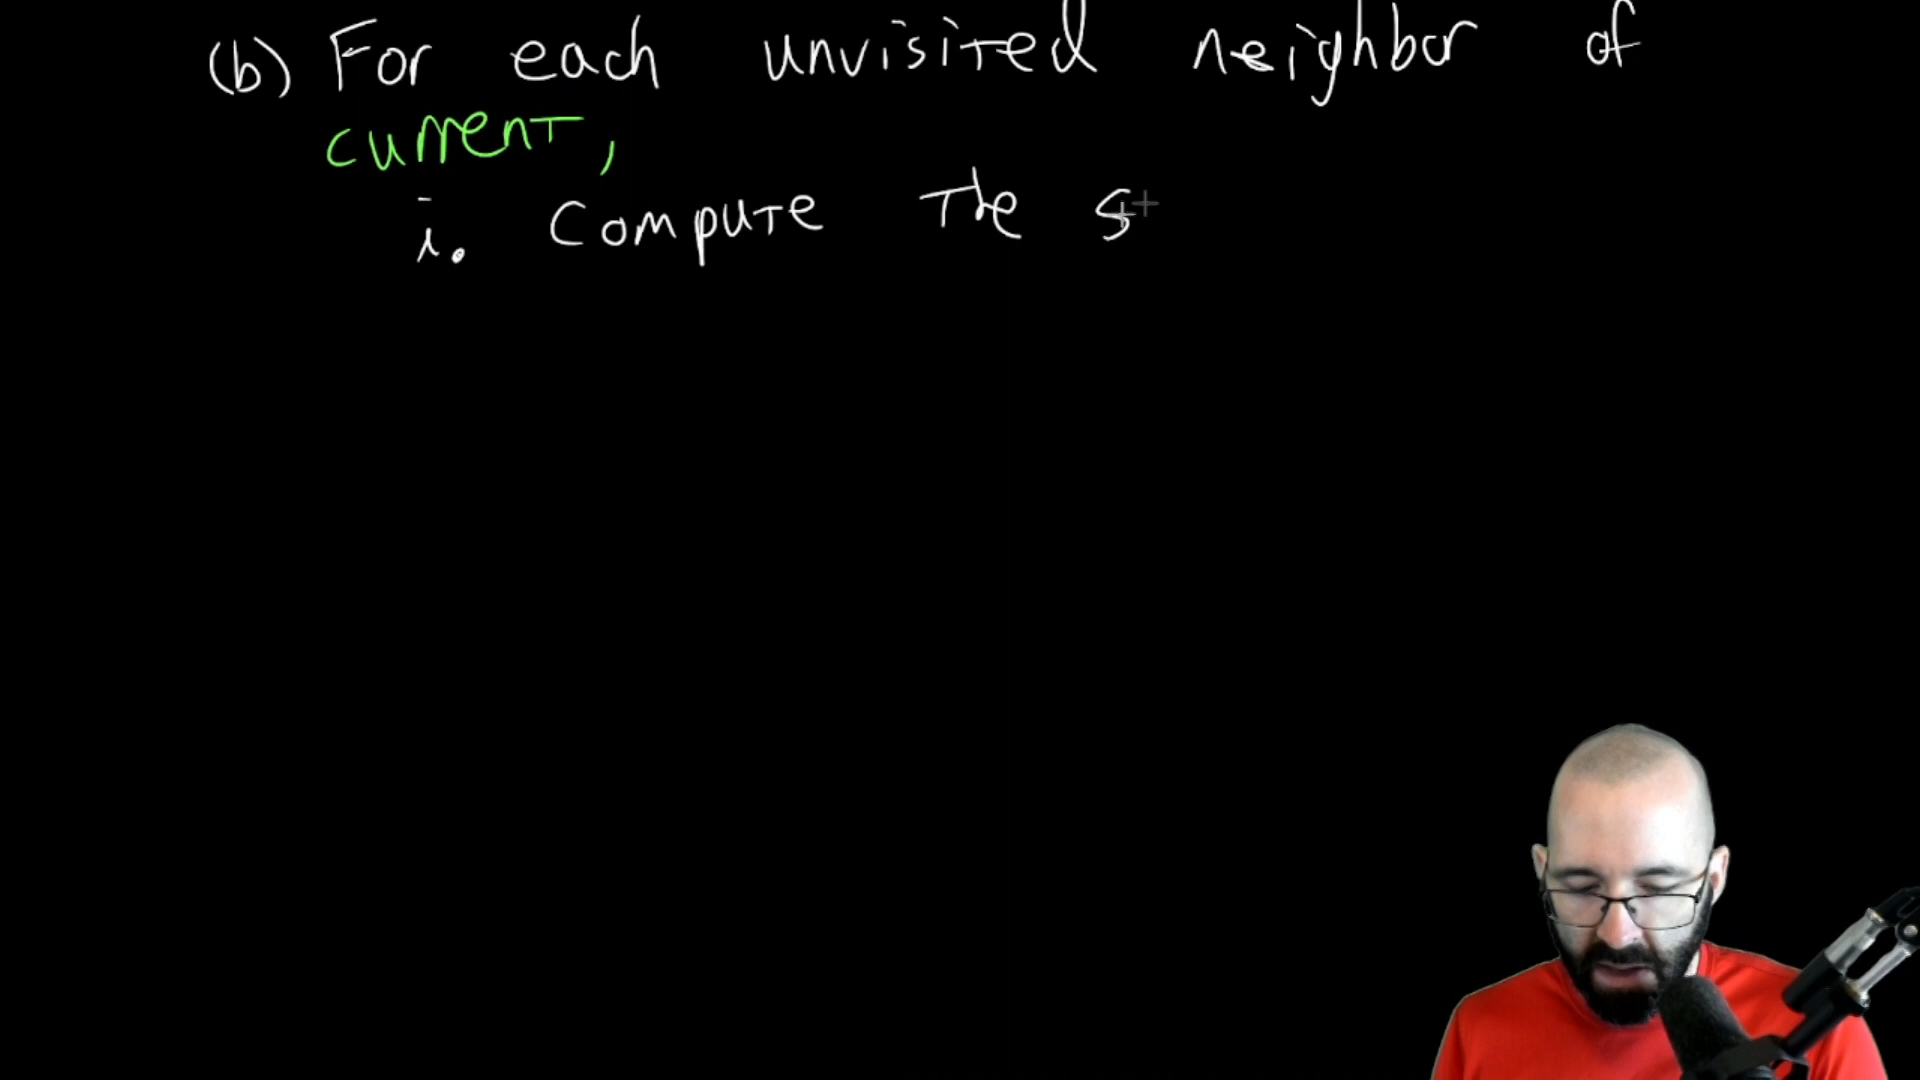 (b) For each unvisited neighbor of
current,
i. Compute the s